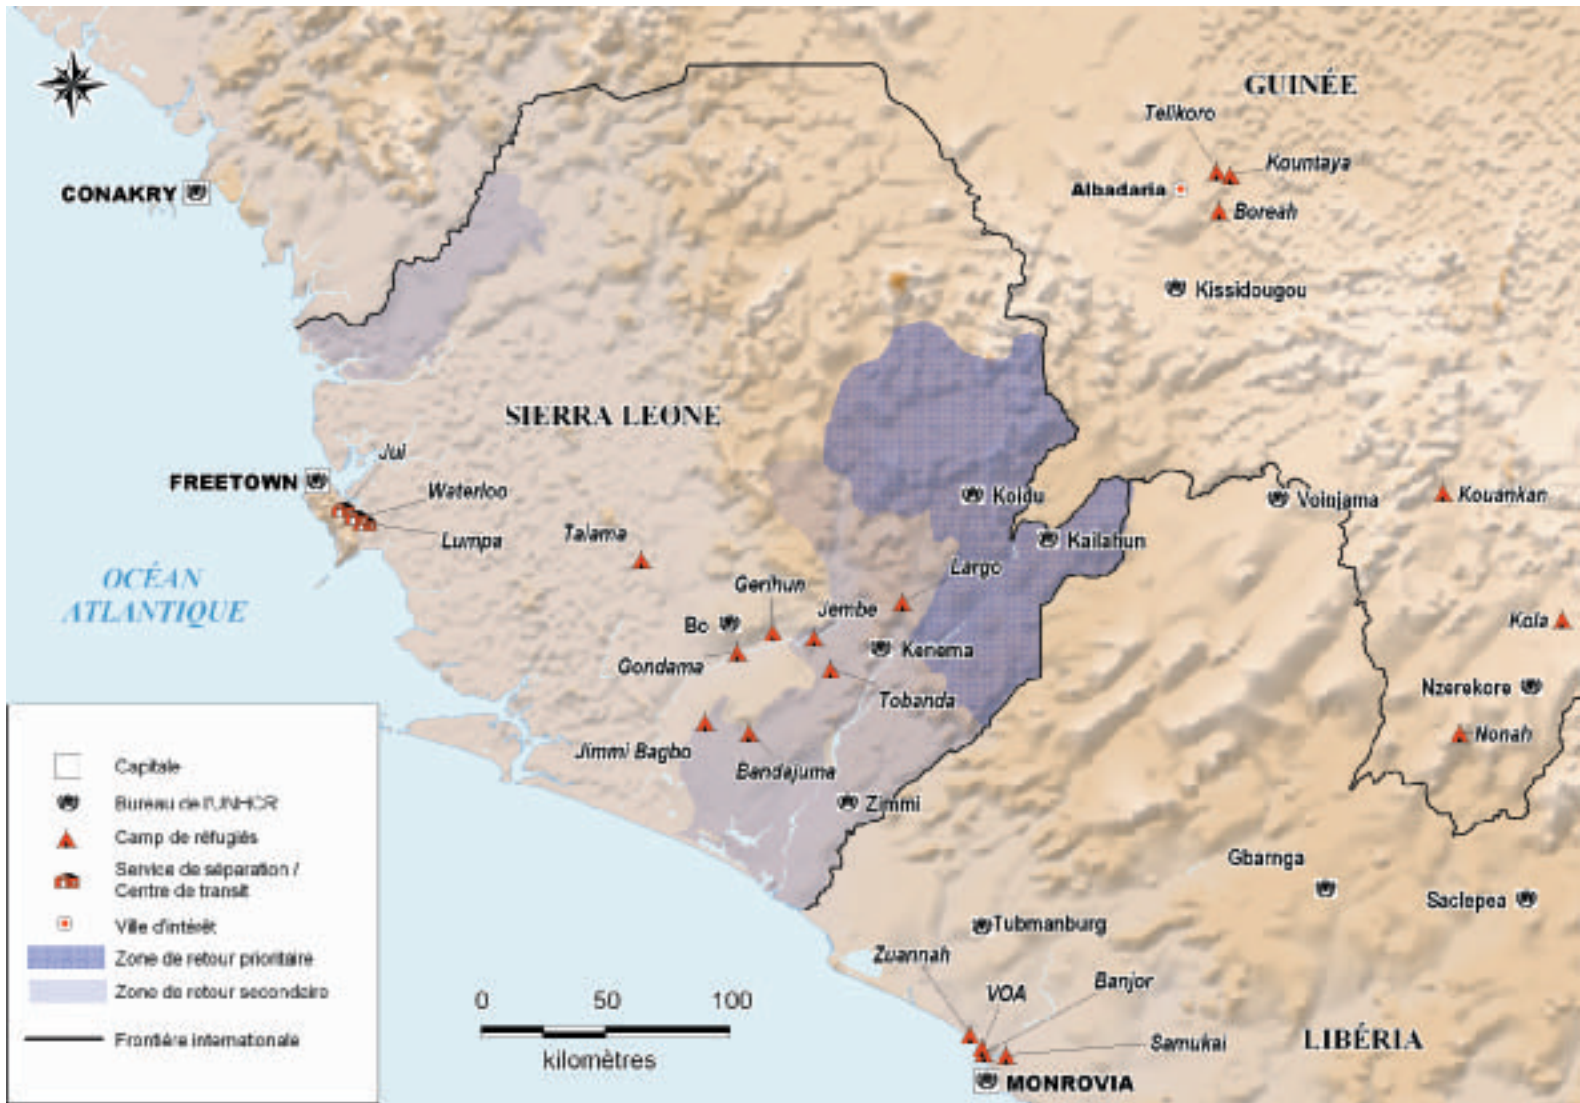 GUINÉE
Telikoro
Kountaya
Albadaria
Boreah
CONAKRY
Kissidougou
SIERRA LEONE
Jui
FREETOWN
Waterloo
Lumpa
Koidu
Voinjama
Kouankan
Talama
Kailahun
Largo
OCÉAN
ATLANTIQUE
Gerihun
Jembe
Bo
Kola
Gondama
Kenema
Tobanda
Nzerekore
Nonah
Jimmi Bagbo
Bandajuma
Zimmi
Capitale
Bureau de l'UNHCR
Camp de réfugiés
Service de séparation /
Centre de transit
Ville d'intérêt
Zone de retour prioritaire
Zone de retour secondaire
Frontière internationale
Gbarnga
Saclepea
Tubmanburg
Zuannah
VOA
Banjor
Samukai
LIBÉRIA
MONROVIA
0 50 100
kilomètres